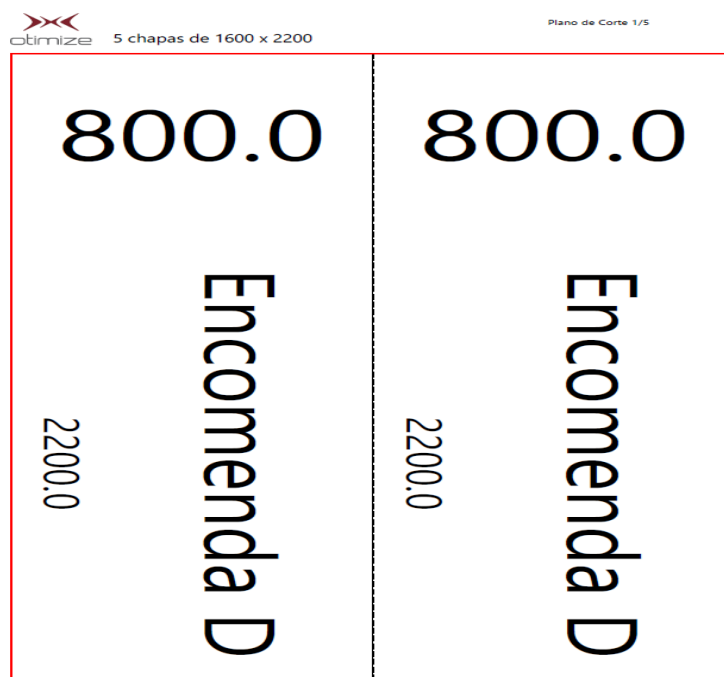 otimize
5 chapas de 1600 x 2200
Plano de Corte 1/5
800.0
800.0
Encomenda D
2200.0
Encomenda D
2200.0